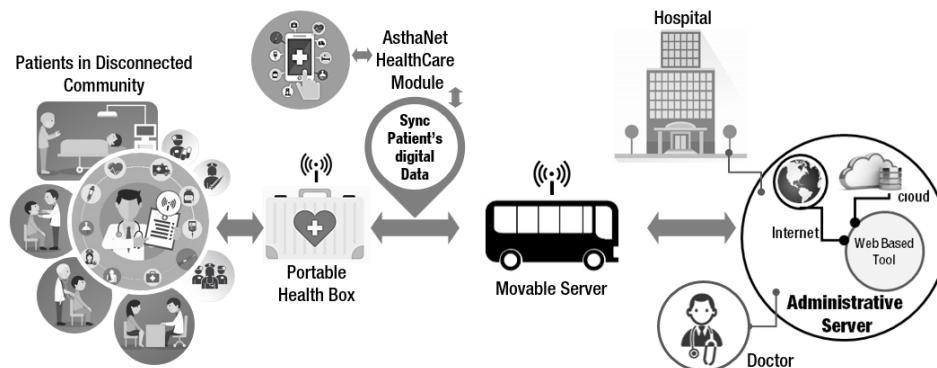 Patients in Disconnected
Community
AsthaNet
HealthCare
Module
Sync
Patient's
digital
Data
Portable
Health Box
Movable Server
Hospital
Internet
cloud
Web Based
Tool
Administrative
Server
Doctor